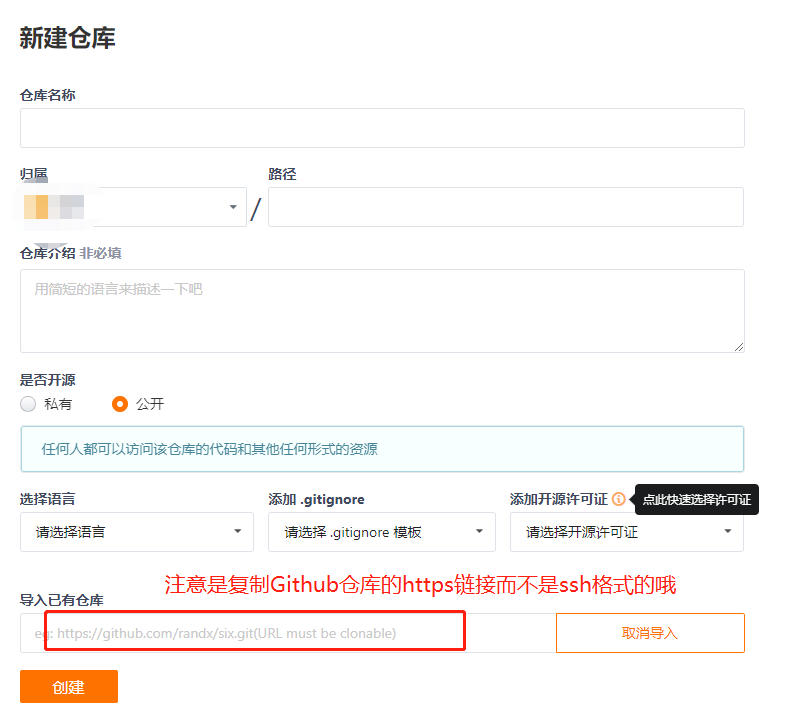 新建仓库
仓库名称
归属 路径
/
仓库介绍 非必填
用简短的语言来描述一下吧
是否开源
私有 公开
任何人都可以访问该仓库的代码和其他任何形式的资源
选择语言 添加 .gitignore 添加开源许可证 点此快速选择许可证
请选择语言 请选择 .gitignore 模板 请选择开源许可证
注意是复制Github仓库的https链接而不是ssh格式的哦
导入已有仓库
eg: https://github.com/randx/six.git(URL must be clonable) 取消导入
创建